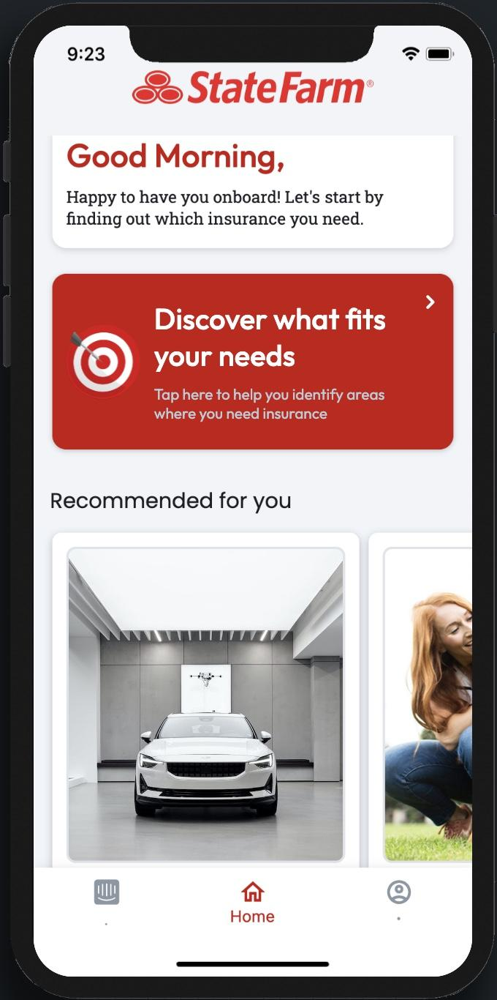 9:23
StateFarm®
Good Morning,
Happy to have you onboard! Let's start by
finding out which insurance you need.
Discover what fits
your needs
Tap here to help you identify areas
where you need insurance
Recommended for you
Home